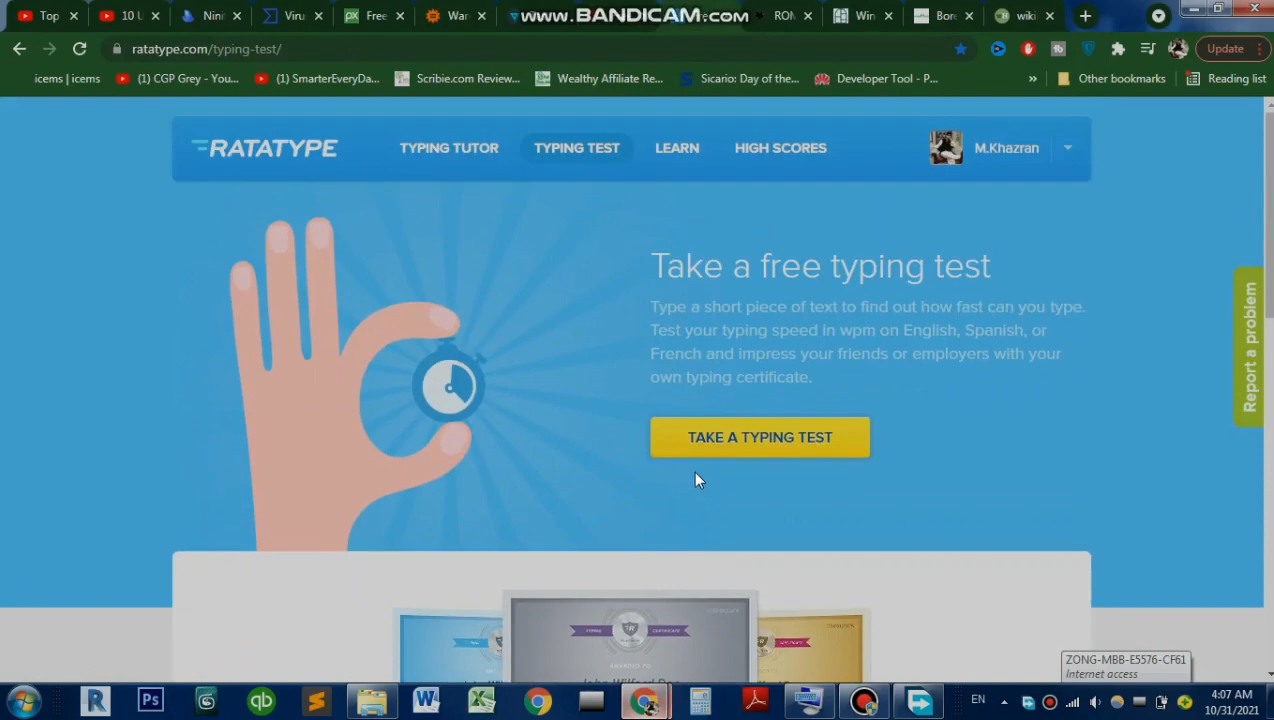 Top
10 U
Nini
Viru
Free
War
www.BANDICAM.com
RON
Win
Bore
wiki
ratatype.com/typing-test/
Update
icems | icems
(1) CGP Grey - You...
(1) SmarterEveryDa...
Scribie.com Review...
Wealthy Affiliate Re...
Sicario: Day of the...
Developer Tool - P...
»
Other bookmarks
Reading list
RATATYPE
TYPING TUTOR
TYPING TEST
LEARN
HIGH SCORES
M.Khazran
Take a free typing test
Type a short piece of text to find out how fast can you type.
Test your typing speed in wpm on English, Spanish, or
French and impress your friends or employers with your
own typing certificate.
TAKE A TYPING TEST
Report a problem
TYPING
CERTIFICATE
ZONG-MBB-E5576-CF61
Internet access
EN
4:07 AM
10/31/2021